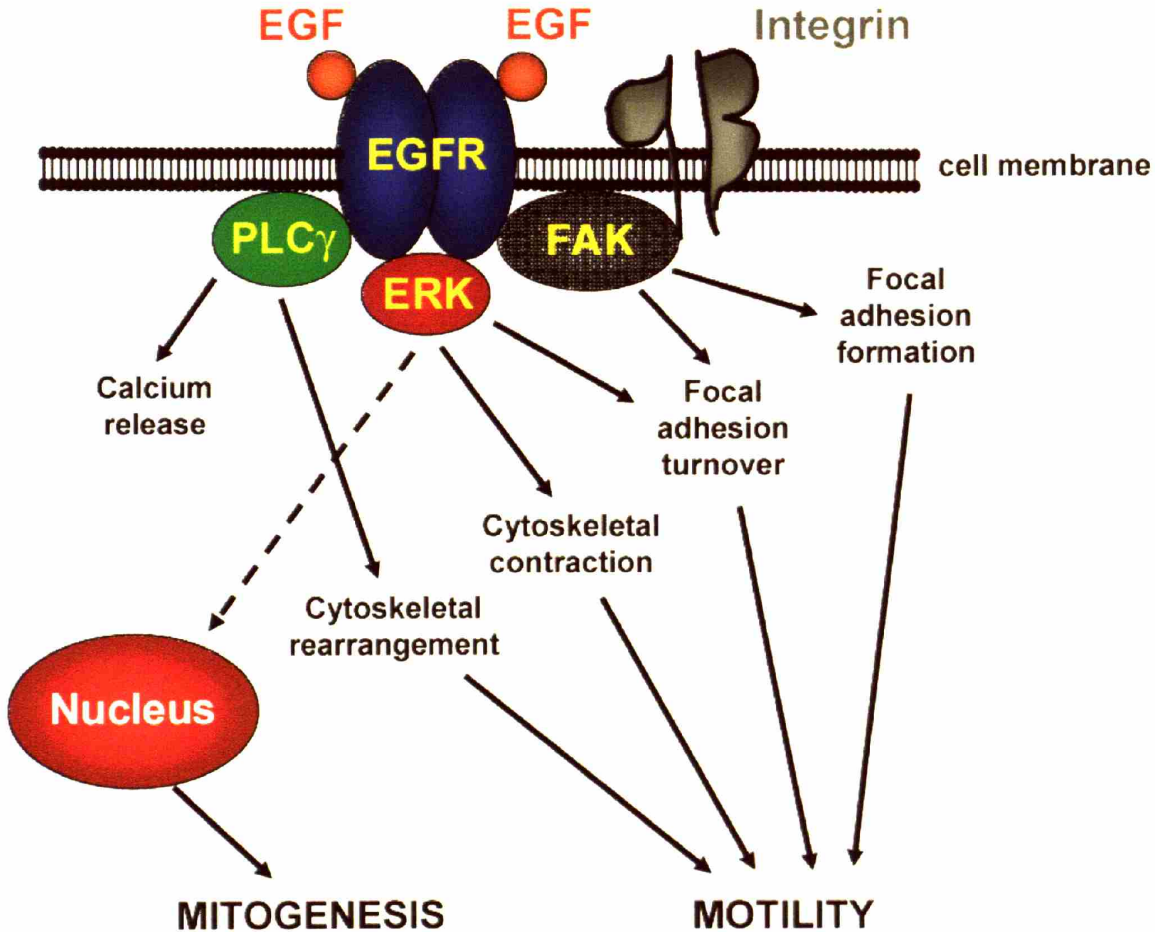 EGF
EGF
Integrin
EGFR
cell membrane
PLCγ
FAK
ERK
Focal
adhesion
formation
Calcium
release
Focal
adhesion
turnover
Cytoskeletal
contraction
Cytoskeletal
rearrangement
Nucleus
MITOGENESIS
MOTILITY